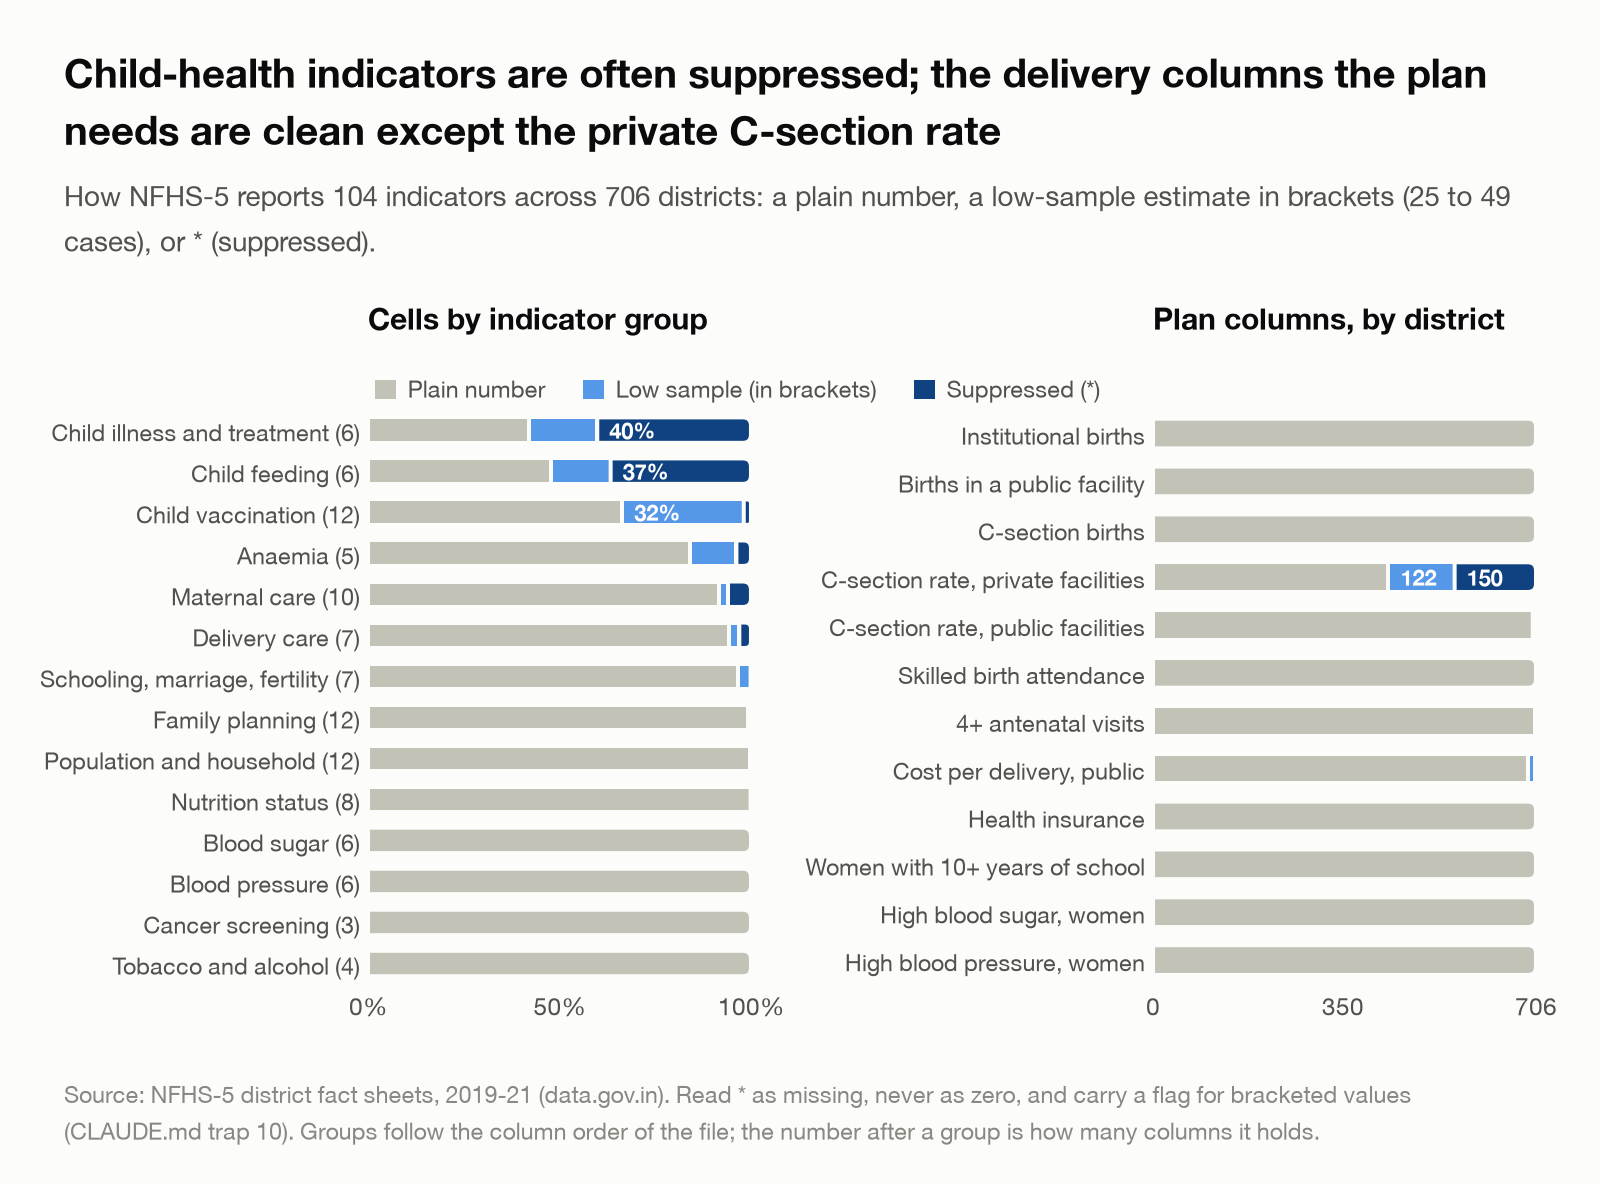 Child-health indicators are often suppressed; the delivery columns the plan
needs are clean except the private C-section rate
How NFHS-5 reports 104 indicators across 706 districts: a plain number, a low-sample estimate in brackets (25 to 49
cases), or * (suppressed).
Cells by indicator group
Plan columns, by district
Plain number
Low sample (in brackets)
Suppressed (*)
Child illness and treatment (6)
40%
Child feeding (6)
37%
Child vaccination (12)
32%
Anaemia (5)
Maternal care (10)
Delivery care (7)
Schooling, marriage, fertility (7)
Family planning (12)
Population and household (12)
Nutrition status (8)
Blood sugar (6)
Blood pressure (6)
Cancer screening (3)
Tobacco and alcohol (4)
0%
50%
100%
Institutional births
Births in a public facility
C-section births
C-section rate, private facilities
122
150
C-section rate, public facilities
Skilled birth attendance
4+ antenatal visits
Cost per delivery, public
Health insurance
Women with 10+ years of school
High blood sugar, women
High blood pressure, women
0
350
706
Source: NFHS-5 district fact sheets, 2019-21 (data.gov.in). Read * as missing, never as zero, and carry a flag for bracketed values
(CLAUDE.md trap 10). Groups follow the column order of the file; the number after a group is how many columns it holds.